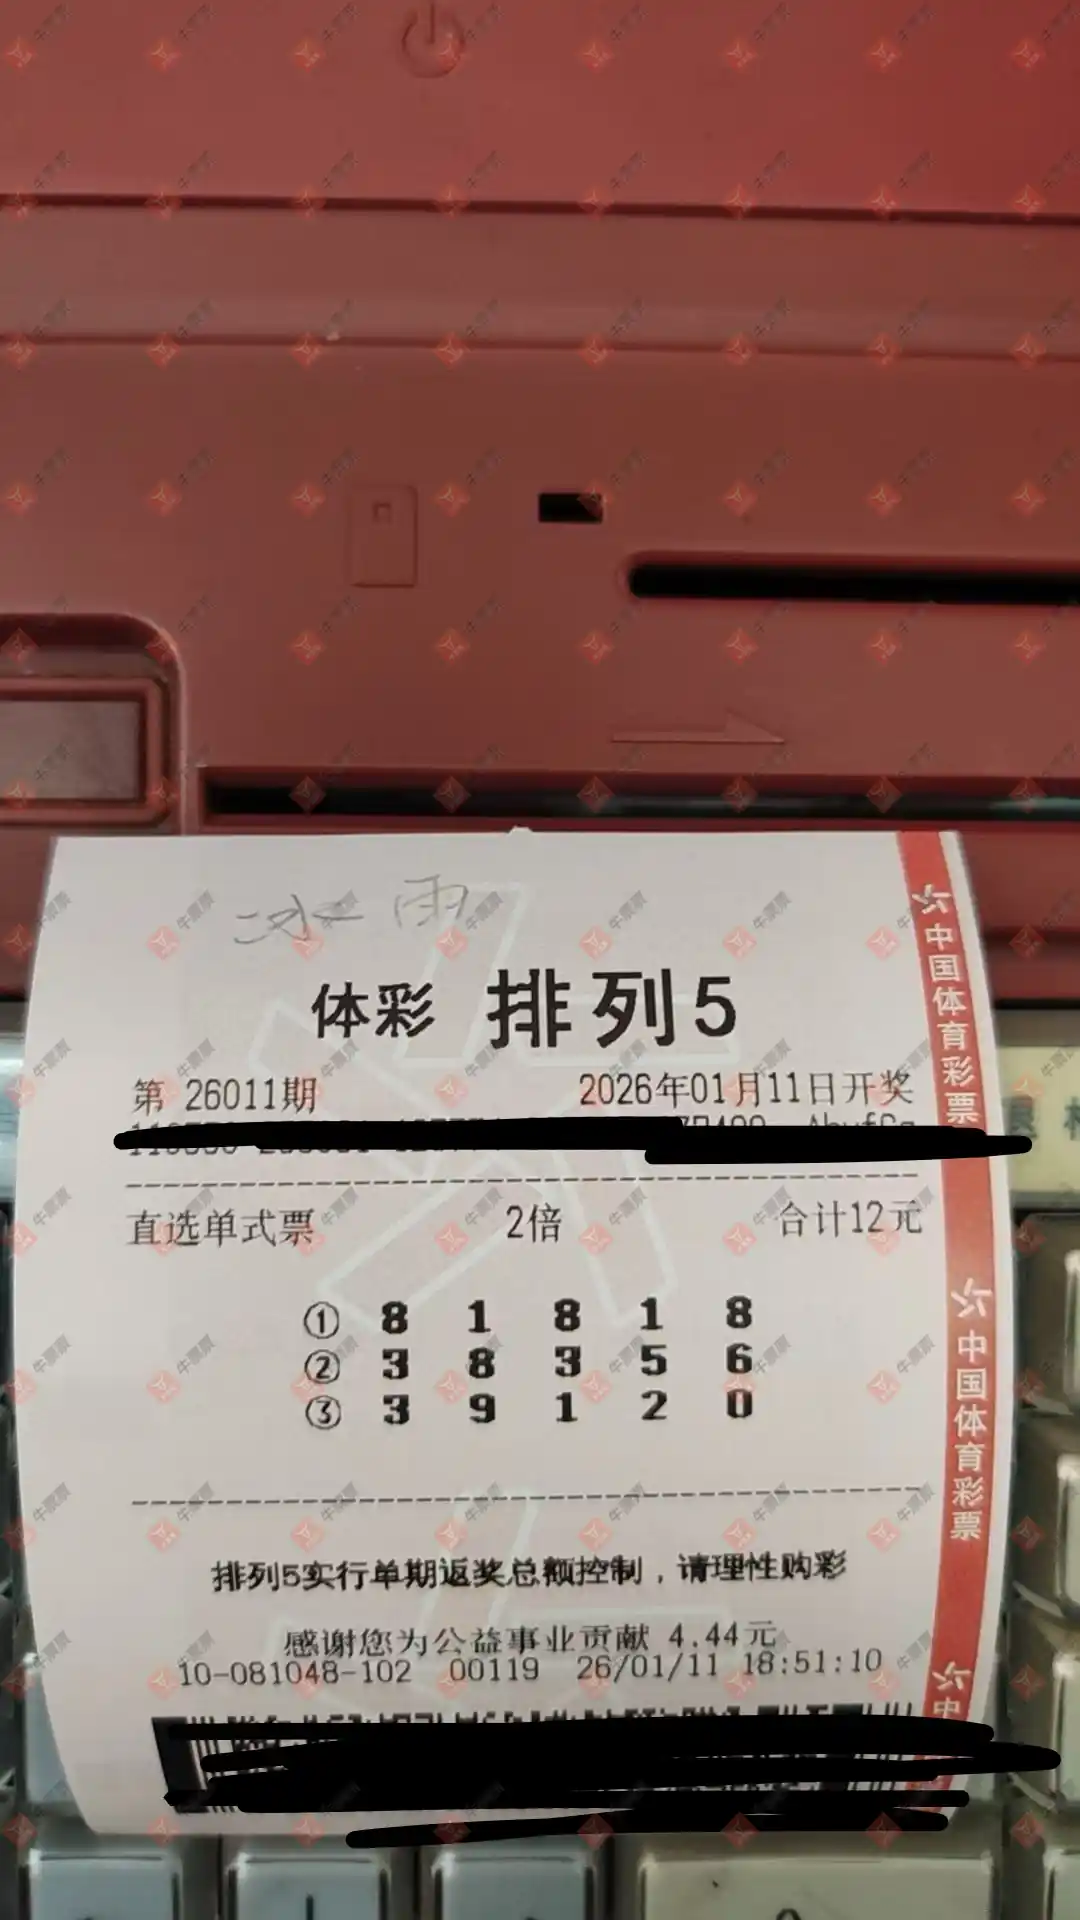 冰雨
体彩 排列5
第 26011期 2026年01月11日开奖
直选单式票 2倍 合计12元
① 8 1 8 1 8
② 3 8 3 5 6
③ 3 9 1 2 0
排列5实行单期返奖总额控制，请理性购彩
感谢您为公益事业贡献 4.44元
10-081048-102 00119 26/01/11 18:51:10
中国体育彩票
中国体育彩票
中
牛票票